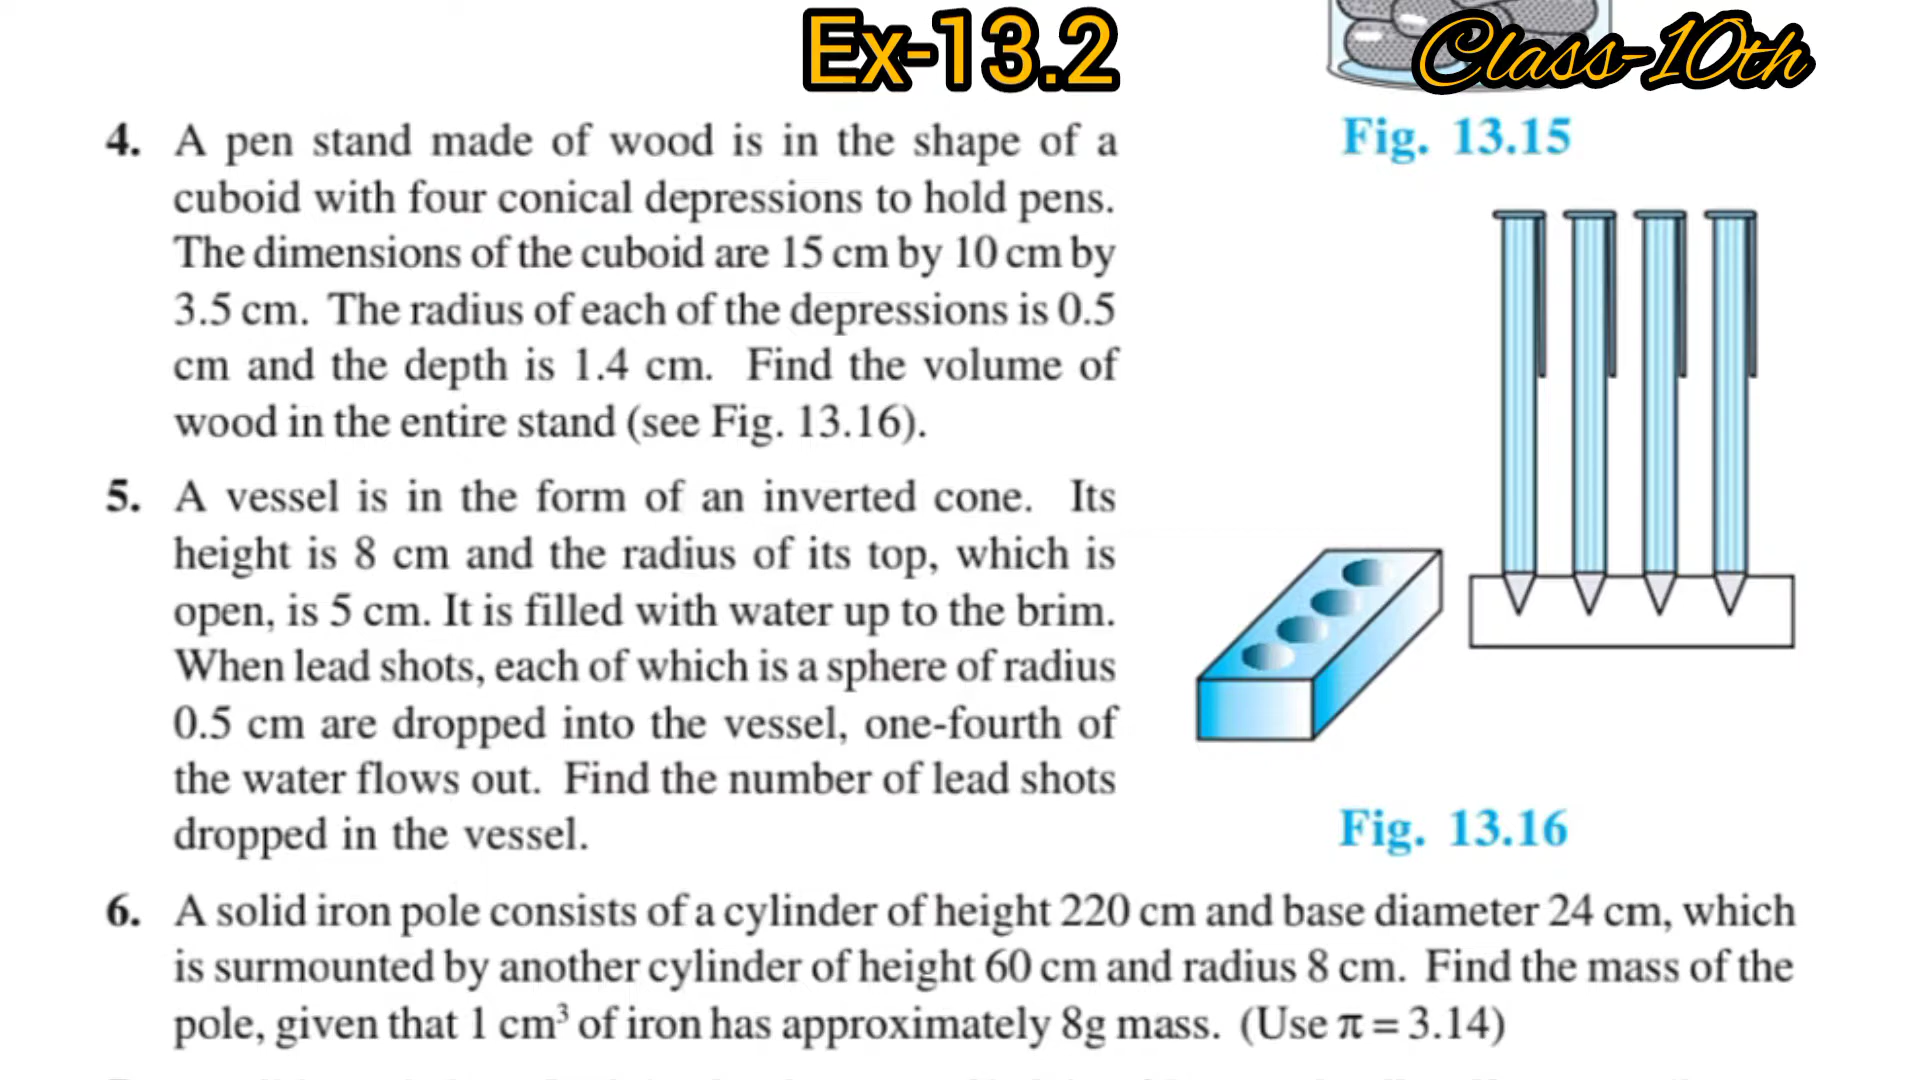 Ex-13.2
Class-10th
Fig. 13.15
4. A pen stand made of wood is in the shape of a
cuboid with four conical depressions to hold pens.
The dimensions of the cuboid are 15 cm by 10 cm by
3.5 cm. The radius of each of the depressions is 0.5
cm and the depth is 1.4 cm. Find the volume of
wood in the entire stand (see Fig. 13.16).
5. A vessel is in the form of an inverted cone. Its
height is 8 cm and the radius of its top, which is
open, is 5 cm. It is filled with water up to the brim.
When lead shots, each of which is a sphere of radius
0.5 cm are dropped into the vessel, one-fourth of
the water flows out. Find the number of lead shots
dropped in the vessel.
Fig. 13.16
6. A solid iron pole consists of a cylinder of height 220 cm and base diameter 24 cm, which
is surmounted by another cylinder of height 60 cm and radius 8 cm. Find the mass of the
pole, given that 1 cm³ of iron has approximately 8g mass. (Use π = 3.14)